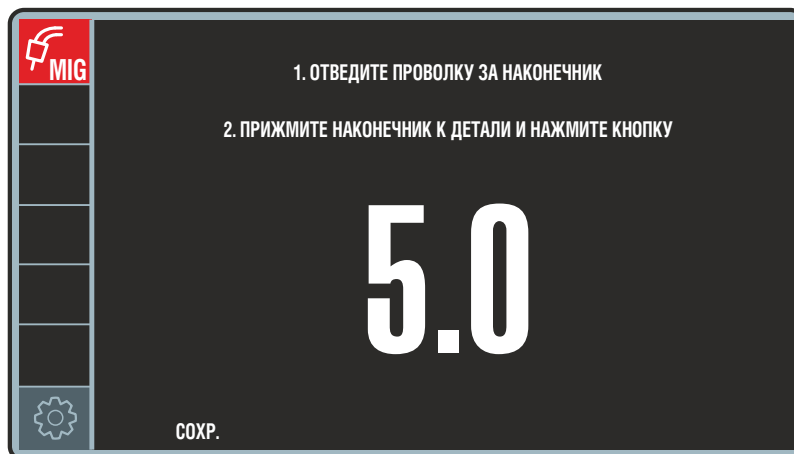 MIG
1. ОТВЕДИТЕ ПРОВОЛКУ ЗА НАКОНЕЧНИК
2. ПРИЖМИТЕ НАКОНЕЧНИК К ДЕТАЛИ И НАЖМИТЕ КНОПКУ
5.0
СОХР.